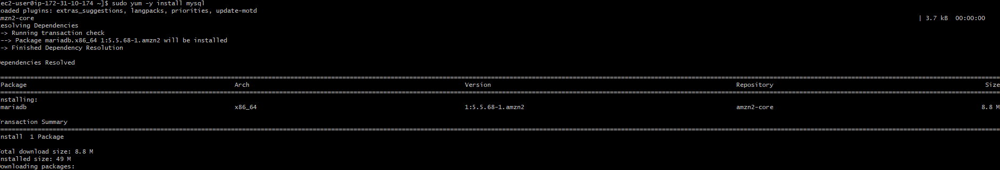 ec2-user@ip-172-31-10-174 ~]$ sudo yum -y install mysql
oaded plugins: extras_suggestions, langpacks, priorities, update-motd
mzn2-core | 3.7 kB 00:00:00
esolving Dependencies
-> Running transaction check
--> Package mariadb.x86_64 1:5.5.68-1.amzn2 will be installed
-> Finished Dependency Resolution
ependencies Resolved
Package Arch Version Repository Size
nstalling:
mariadb x86_64 1:5.5.68-1.amzn2 amzn2-core 8.8 M
ransaction Summary
nstall 1 Package
otal download size: 8.8 M
nstalled size: 49 M
ownloading packages: